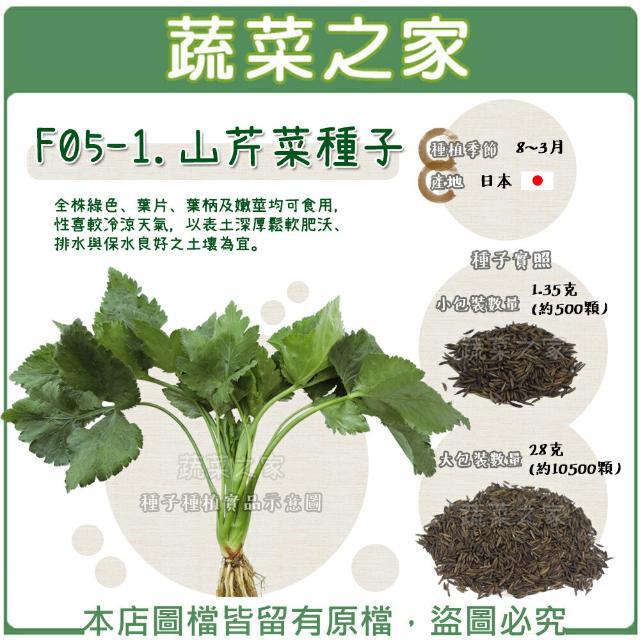 蔬菜之家
F05-1.山芹菜種子
全株綠色、葉片、葉柄及嫩莖均可食用,
性喜較冷涼天氣, 以表土深厚鬆軟肥沃、
排水與保水良好之土壤為宜。
種植季節 8~3月
產地 日本
種子實照
小包裝數量 1.35克
(約500顆)
蔬菜之家
大包裝數量 28克
(約10500顆)
蔬菜之家
蔬菜之家
種子種植實品示意圖
本店圖檔皆留有原檔,盜圖必究